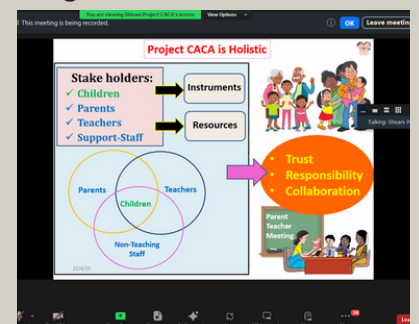 You are viewing Shivani Project CACA's screen
View Options
This meeting is being recorded.
OK
Leave meeting
Project CACA is Holistic
Stake holders:
✓ Children
✓ Parents
✓ Teachers
✓ Support-Staff
Instruments
Resources
Talking: Shivani P
Parents
Teachers
Children
Non-Teaching
Staff
• Trust
• Responsibility
• Collaboration
Parent
Teacher
Meeting
Lea